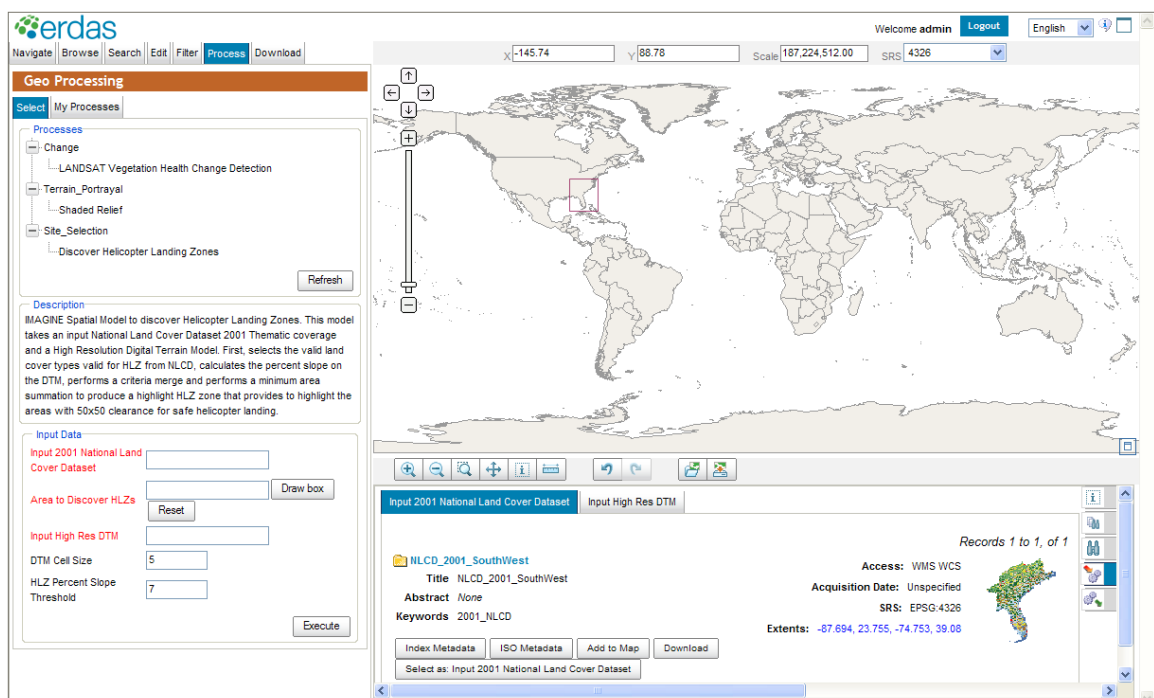 erdas
Welcome admin
Logout
English
Navigate Browse Search Edit Filter Process Download
X -145.74 Y 88.78 Scale 187,224,512.00 SRS 4326
Geo Processing
Select My Processes
Processes
Change
LANDSAT Vegetation Health Change Detection
Terrain_Portrayal
Shaded Relief
Site_Selection
Discover Helicopter Landing Zones
Refresh
Description
IMAGINE Spatial Model to discover Helicopter Landing Zones. This model
takes an input National Land Cover Dataset 2001 Thematic coverage
and a High Resolution Digital Terrain Model. First, selects the valid land
cover types valid for HLZ from NLCD, calculates the percent slope on
the DTM, performs a criteria merge and performs a minimum area
summation to produce a highlight HLZ zone that provides to highlight the
areas with 50x50 clearance for safe helicopter landing.
Input Data
Input 2001 National Land
Cover Dataset
Area to Discover HLZs
Draw box
Reset
Input High Res DTM
DTM Cell Size 5
HLZ Percent Slope
Threshold
7
Execute
Input 2001 National Land Cover Dataset Input High Res DTM
Records 1 to 1, of 1
NLCD_2001_SouthWest
Title NLCD_2001_SouthWest
Abstract None
Keywords 2001_NLCD
Access: WMS WCS
Acquisition Date: Unspecified
SRS: EPSG:4326
Extents: -87.694, 23.755, -74.753, 39.08
Index Metadata ISO Metadata Add to Map Download
Select as: Input 2001 National Land Cover Dataset